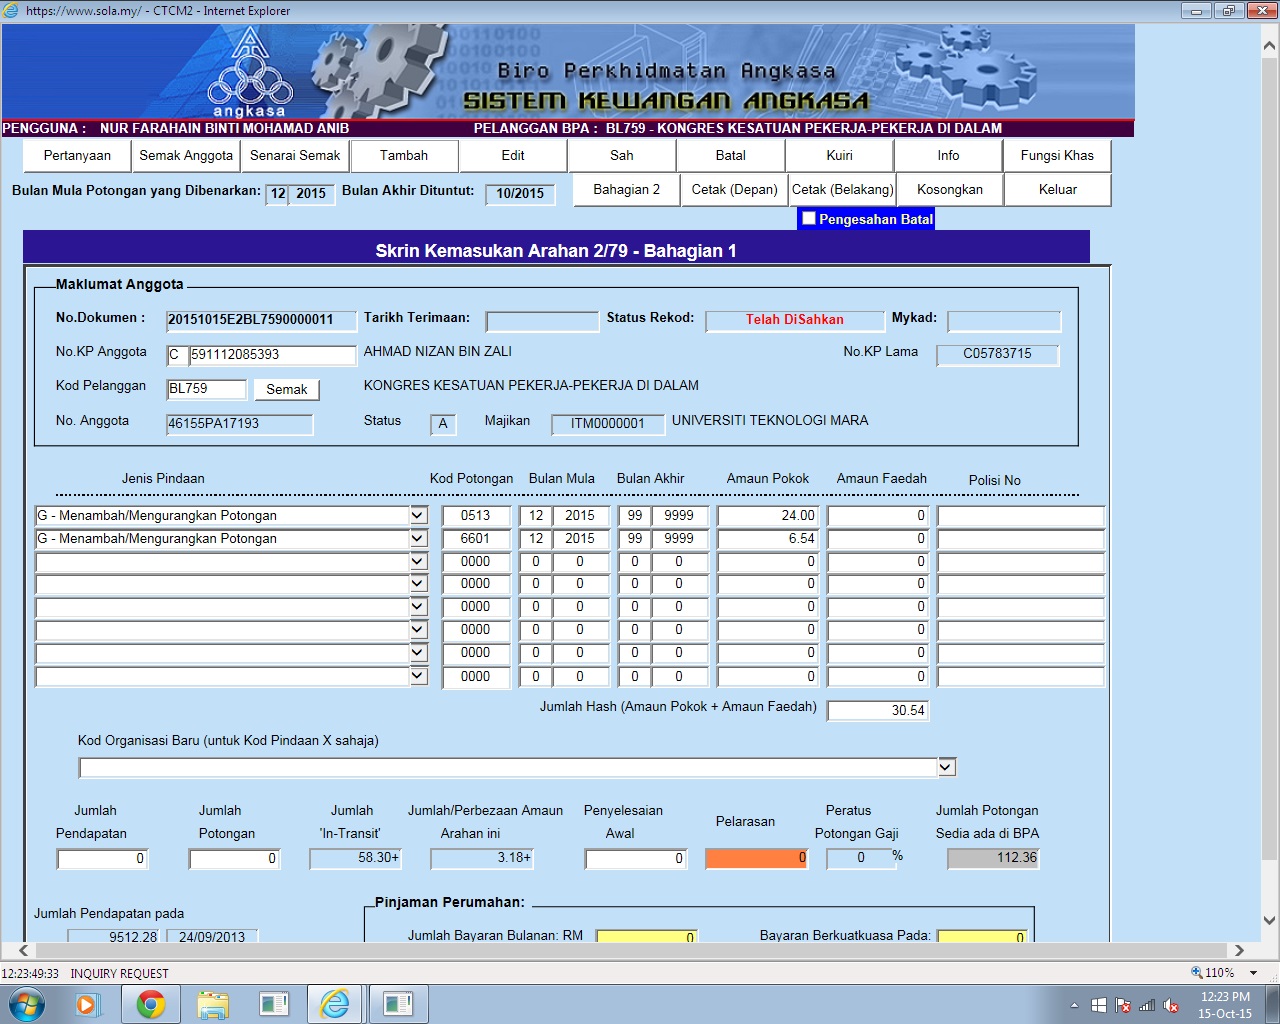 https://www.sola.my/ - CTCM2 - Internet Explorer
angkasa
Biro Perkhidmatan Angkasa
SISTEM KEWANGAN ANGKASA
PENGGUNA : NUR FARAHAIN BINTI MOHAMAD ANIB PELANGGAN BPA : BL759 - KONGRES KESATUAN PEKERJA-PEKERJA DI DALAM
Pertanyaan Semak Anggota Senarai Semak Tambah Edit Sah Batal Kuiri Info Fungsi Khas
Bulan Mula Potongan yang Dibenarkan: 12 2015 Bulan Akhir Dituntut: 10/2015 Bahagian 2 Cetak (Depan) Cetak (Belakang) Kosongkan Keluar
Pengesahan Batal
Skrin Kemasukan Arahan 2/79 - Bahagian 1
Maklumat Anggota
No.Dokumen : 20151015E2BL7590000011 Tarikh Terimaan: Status Rekod: Telah DiSahkan Mykad:
No.KP Anggota C 591112085393 AHMAD NIZAN BIN ZALI No.KP Lama C05783715
Kod Pelanggan BL759 Semak KONGRES KESATUAN PEKERJA-PEKERJA DI DALAM
No. Anggota 46155PA17193 Status A Majikan ITM0000001 UNIVERSITI TEKNOLOGI MARA
Jenis Pindaan Kod Potongan Bulan Mula Bulan Akhir Amaun Pokok Amaun Faedah Polisi No
G - Menambah/Mengurangkan Potongan 0513 12 2015 99 9999 24.00 0
G - Menambah/Mengurangkan Potongan 6601 12 2015 99 9999 6.54 0
0000 0 0 0 0 0 0
0000 0 0 0 0 0 0
0000 0 0 0 0 0 0
0000 0 0 0 0 0 0
0000 0 0 0 0 0 0
0000 0 0 0 0 0 0
Jumlah Hash (Amaun Pokok + Amaun Faedah) 30.54
Kod Organisasi Baru (untuk Kod Pindaan X sahaja)
Jumlah Jumlah Jumlah Jumlah/Perbezaan Amaun Penyelesaian Pelarasan Peratus Jumlah Potongan
Pendapatan Potongan 'In-Transit' Arahan ini Awal Potongan Gaji Sedia ada di BPA
0 0 58.30+ 3.18+ 0 0 0 % 112.36
Jumlah Pendapatan pada Pinjaman Perumahan:
9512.28 24/09/2013 Jumlah Bayaran Bulanan: RM 0 Bayaran Berkuatkuasa Pada: 0
12:23:49:33 INQUIRY REQUEST 110%
12:23 PM
15-Oct-15